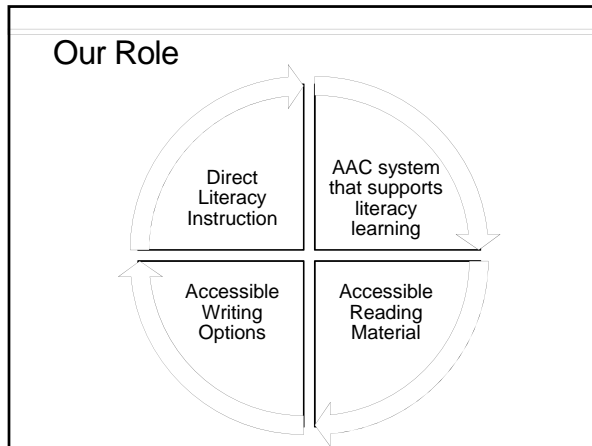 Our Role
Direct
Literacy
Instruction
AAC system
that supports
literacy
learning
Accessible
Writing
Options
Accessible
Reading
Material